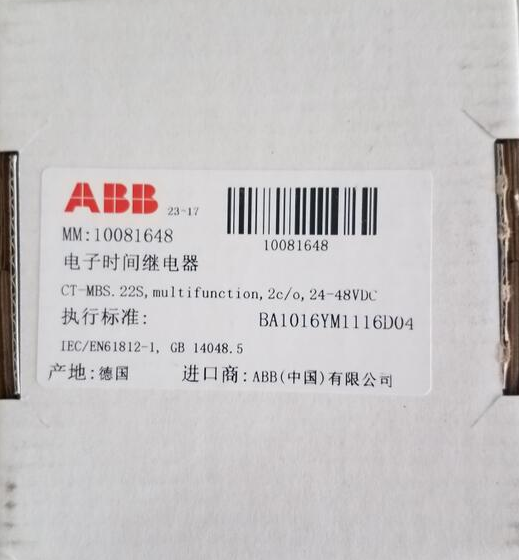 ABB 23-17
10081648
MM:10081648
电子时间继电器
CT-MBS.22S,multifunction,2c/o,24-48VDC
执行标准: BA1016YM1116D04
IEC/EN61812-1, GB 14048.5
产地:德国 进口商:ABB(中国)有限公司